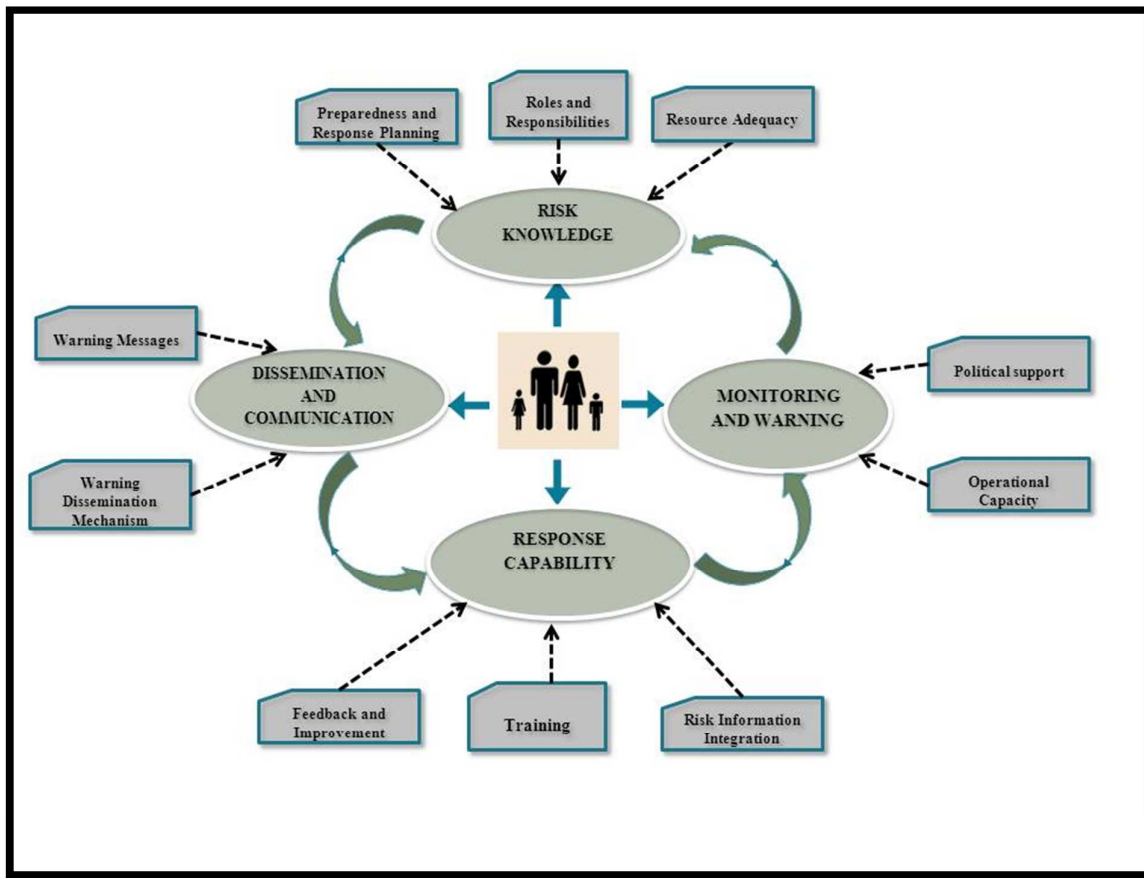 Preparedness and
Response Planning
Roles and
Responsibilities
Resource Adequacy
RISK
KNOWLEDGE
Warning Messages
DISSEMINATION
AND
COMMUNICATION
MONITORING
AND WARNING
Political support
Warning
Dissemination
Mechanism
Operational
Capacity
RESPONSE
CAPABILITY
Feedback and
Improvement
Training
Risk Information
Integration